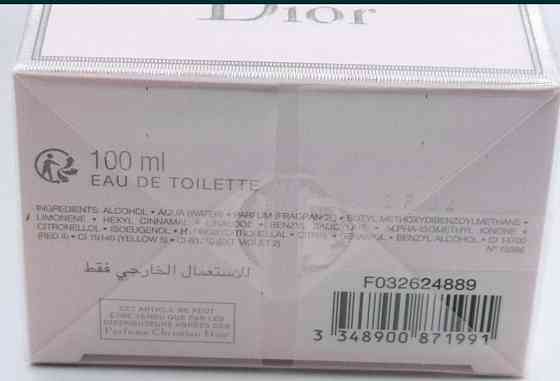 Dior
100 ml
EAU DE TOILETTE
INGREDIENTS: ALCOHOL • AQUA (WATER) • PARFUM (FRAGRANCE) • BUTYL METHOXYDIBENZOYLMETHANE •
LIMONENE • HEXYL CINNAMAL • LINALOOL • BENZYL SALICYLATE • ALPHA-ISOMETHYL IONONE •
CITRONELLOL • ISOEUGENOL • HYDROXYCITRONELLAL • CITRAL • GERANIOL • BENZYL ALCOHOL • CI 14700
(RED 4) • CI 19140 (YELLOW 5) • CI 60730 (EXT. VIOLET 2)
للاستعمال الخارجي فقط
F032624889
CET ARTICLE NE PEUT
ÊTRE VENDU QUE PAR LES
DISTRIBUTEURS AGRÉÉS DES
Parfums Christian Dior
3 348900 871991